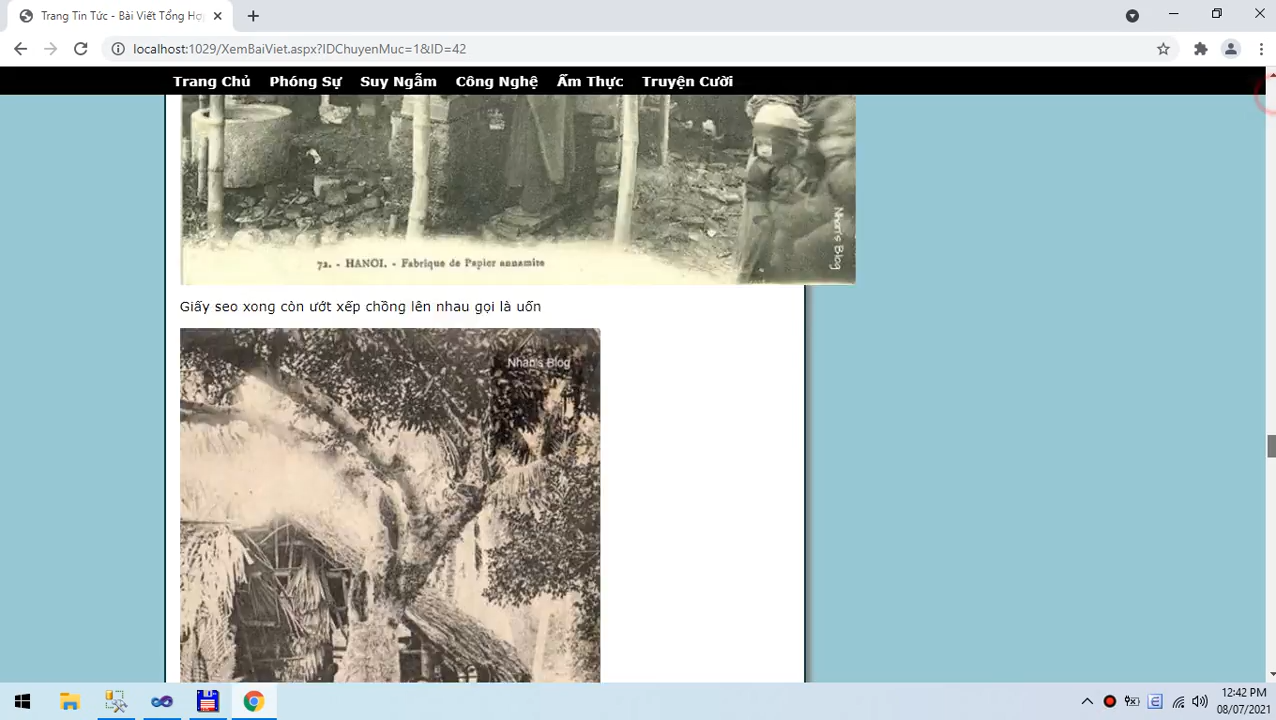 Trang Tin Tức - Bài Viết Tổng Hợ
localhost:1029/XemBaiViet.aspx?IDChuyenMuc=1&ID=42
Trang Chủ Phóng Sự Suy Ngẫm Công Nghệ Ẩm Thực Truyện Cười
Nhan's Blog
72. - HANOI. - Fabrique de Papier annamite
Giấy seo xong còn ướt xếp chồng lên nhau gọi là uốn
Nhan's Blog
12:42 PM
08/07/2021